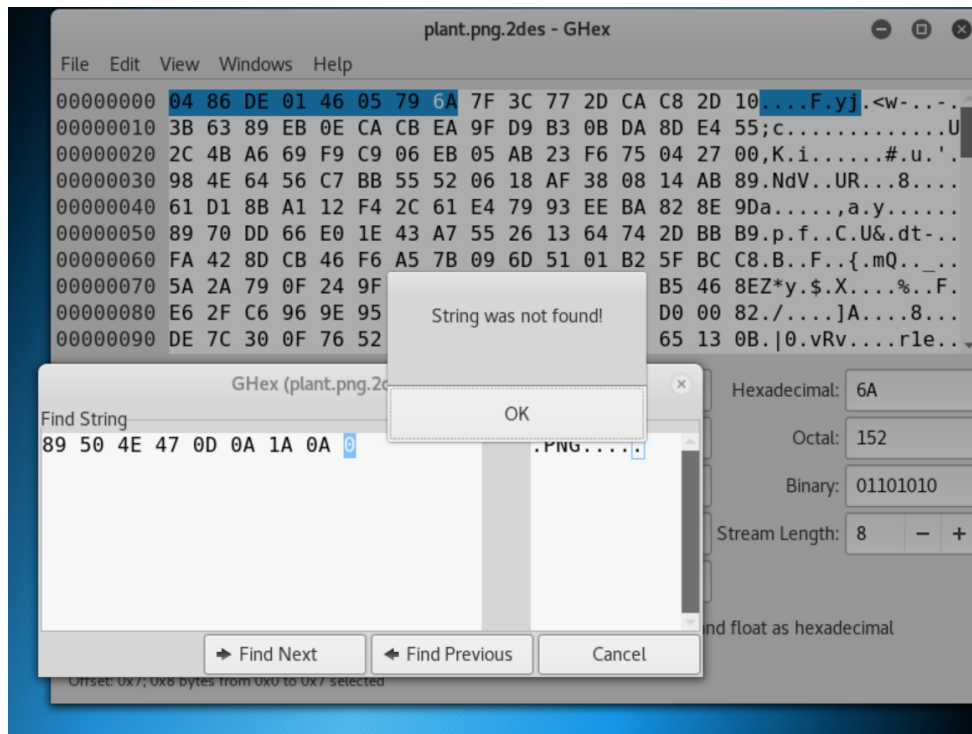 plant.png.2des - GHex
File Edit View Windows Help
00000000 04 86 DE 01 46 05 79 6A 7F 3C 77 2D CA C8 2D 10....F.yj.<w-..-.
00000010 3B 63 89 EB 0E CA CB EA 9F D9 B3 0B DA 8D E4 55;c.............U
00000020 2C 4B A6 69 F9 C9 06 EB 05 AB 23 F6 75 04 27 00,K.i......#.u.'.
00000030 98 4E 64 56 C7 BB 55 52 06 18 AF 38 08 14 AB 89.NdV..UR...8....
00000040 61 D1 8B A1 12 F4 2C 61 E4 79 93 EE BA 82 8E 9Da.....,a.y......
00000050 89 70 DD 66 E0 1E 43 A7 55 26 13 64 74 2D BB B9.p.f..C.U&.dt-..
00000060 FA 42 8D CB 46 F6 A5 7B 09 6D 51 01 B2 5F BC C8.B..F..{.mQ.._..
00000070 5A 2A 79 0F 24 9F B5 46 8EZ*y.$.X....%..F.
00000080 E6 2F C6 96 9E 95 D0 00 82./....]A....8...
00000090 DE 7C 30 0F 76 52 65 13 0B.|0.vRv....r1e..
String was not found!
OK
GHex (plant.png.2d
Find String
89 50 4E 47 0D 0A 1A 0A 0
.PNG.....
Find Next
Find Previous
Cancel
Hexadecimal: 6A
Octal: 152
Binary: 01101010
Stream Length: 8 − +
nd float as hexadecimal
Offset: 0x7; 0x8 bytes from 0x0 to 0x7 selected